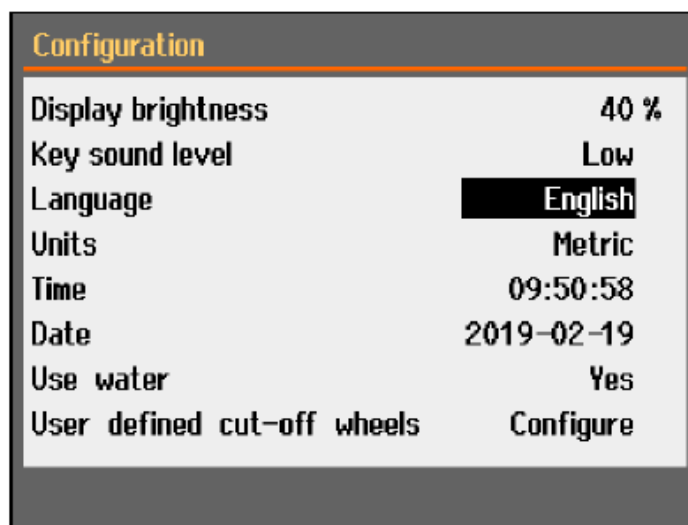 Configuration
Display brightness 40 %
Key sound level Low
Language English
Units Metric
Time 09:50:58
Date 2019-02-19
Use water Yes
User defined cut-off wheels Configure